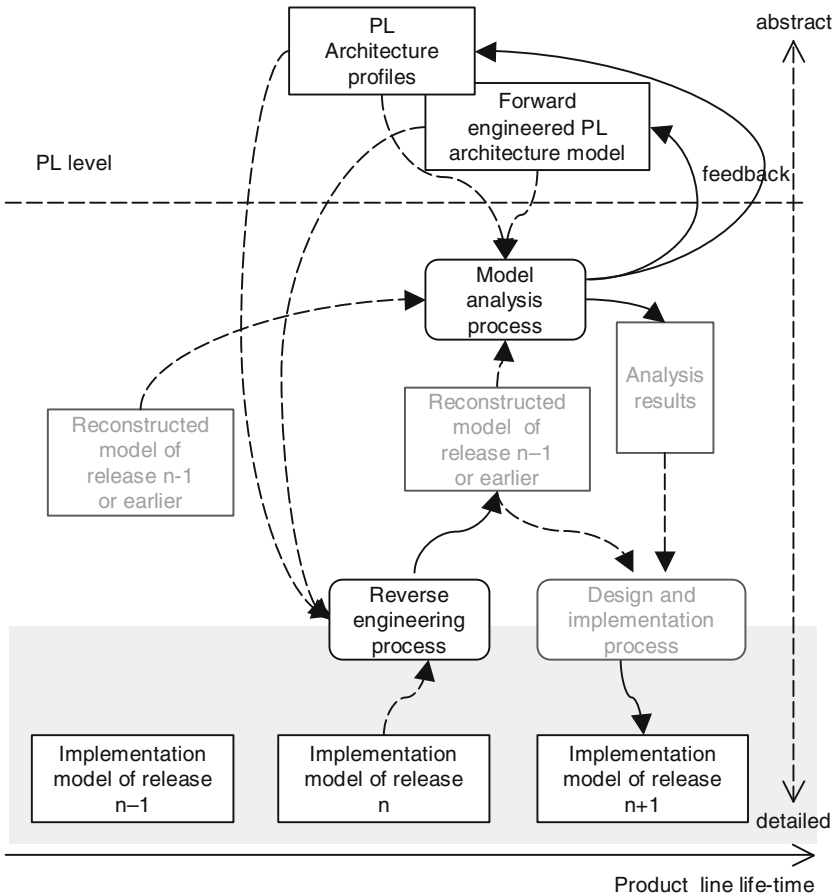 abstract
PL
Architecture
profiles
Forward
engineered PL
architecture model
PL level
feedback
Model
analysis
process
Analysis
results
Reconstructed
model of
release n-1
or earlier
Reconstructed
model of
release n–1
or earlier
Reverse
engineering
process
Design and
implementation
process
Implementation
model of release
n–1
Implementation
model of release
n
Implementation
model of release
n+1
detailed
Product line life-time